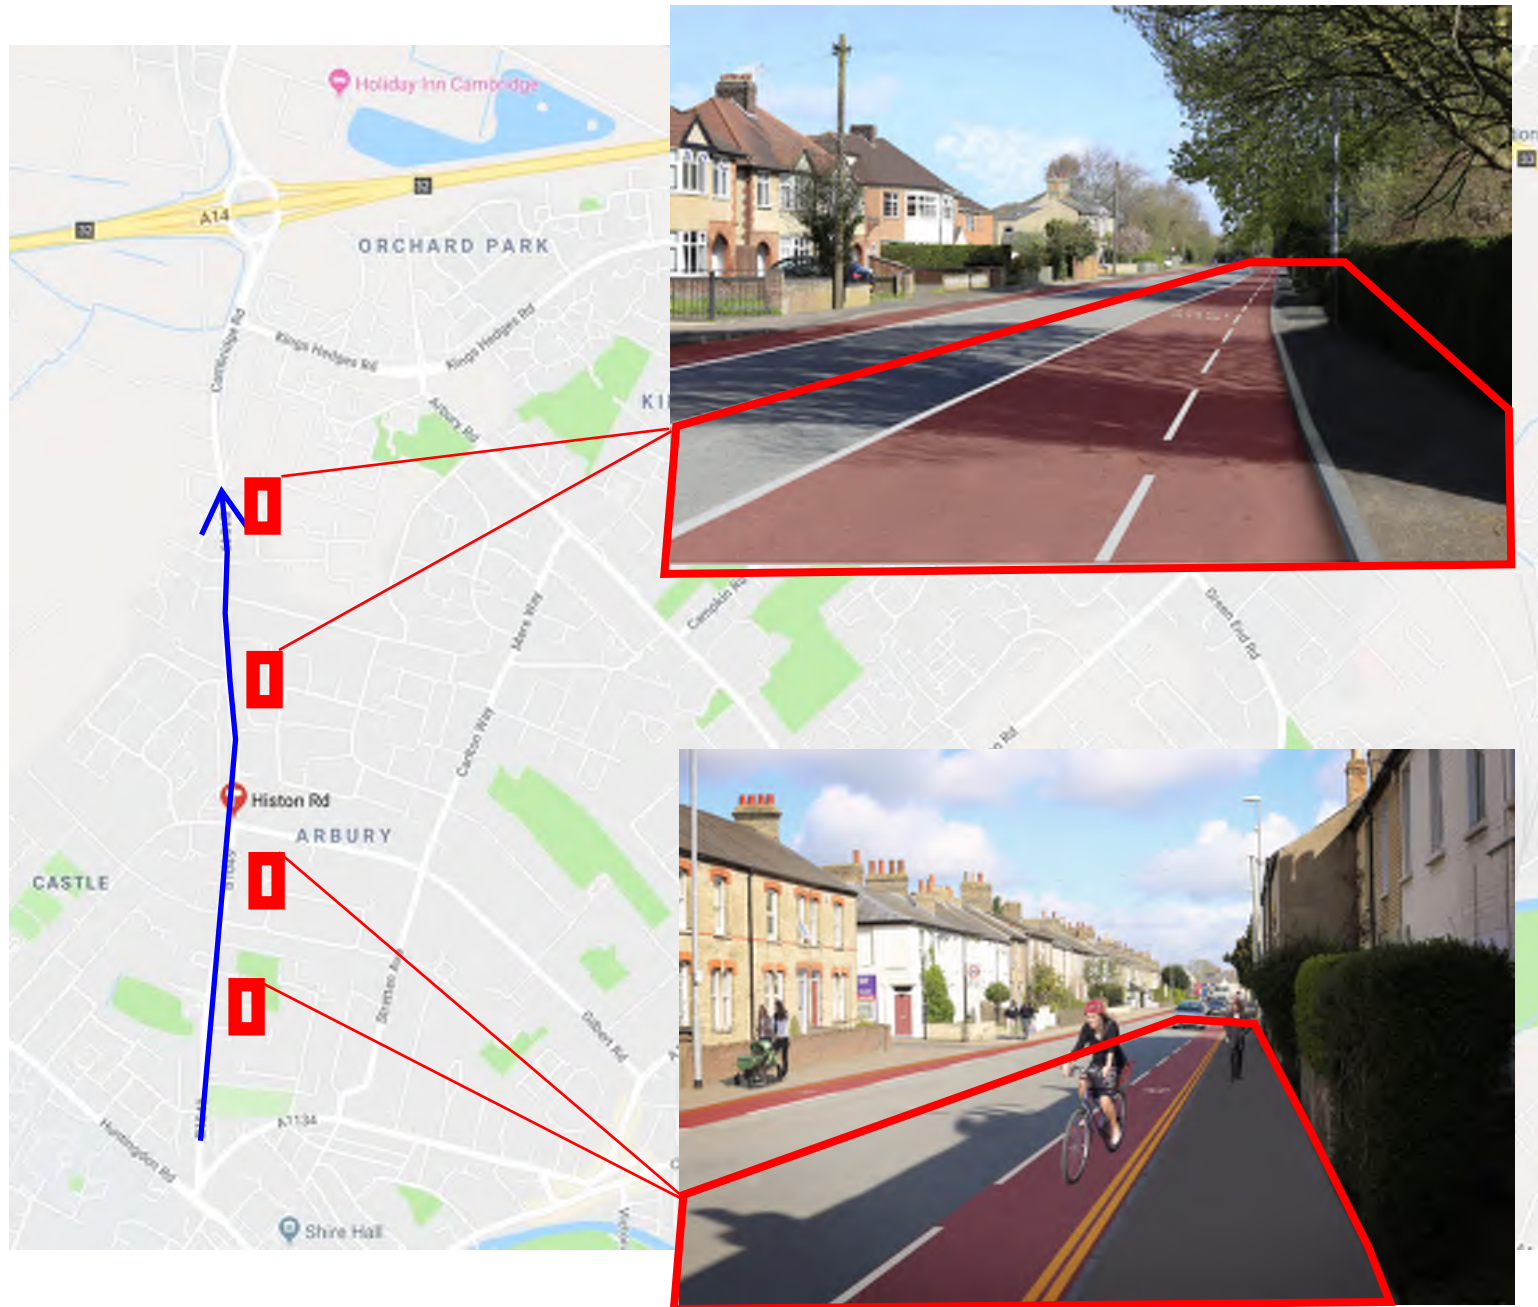 Holiday Inn Cambridge
A14
ORCHARD PARK
Cambridge Rd
Kings Hedges Rd
Kings Hedges Rd
Arbury Rd
KI
Campkin Rd
Green End Rd
Mere Way
Carlton Way
n Rd
Histon Rd
ARBURY
CASTLE
Stretten Ave
Gilbert Rd
A1134
Huntingdon Rd
Shire Hall